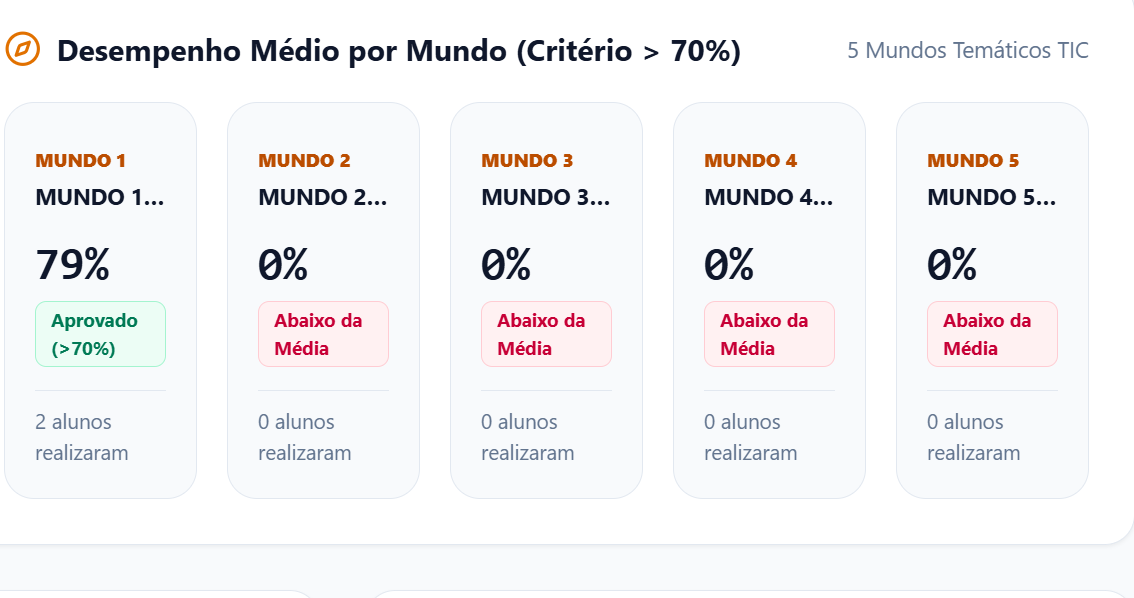 Desempenho Médio por Mundo (Critério > 70%)
5 Mundos Temáticos TIC
MUNDO 1
MUNDO 1...
79%
Aprovado
(>70%)
2 alunos
realizaram
MUNDO 2
MUNDO 2...
0%
Abaixo da
Média
0 alunos
realizaram
MUNDO 3
MUNDO 3...
0%
Abaixo da
Média
0 alunos
realizaram
MUNDO 4
MUNDO 4...
0%
Abaixo da
Média
0 alunos
realizaram
MUNDO 5
MUNDO 5...
0%
Abaixo da
Média
0 alunos
realizaram